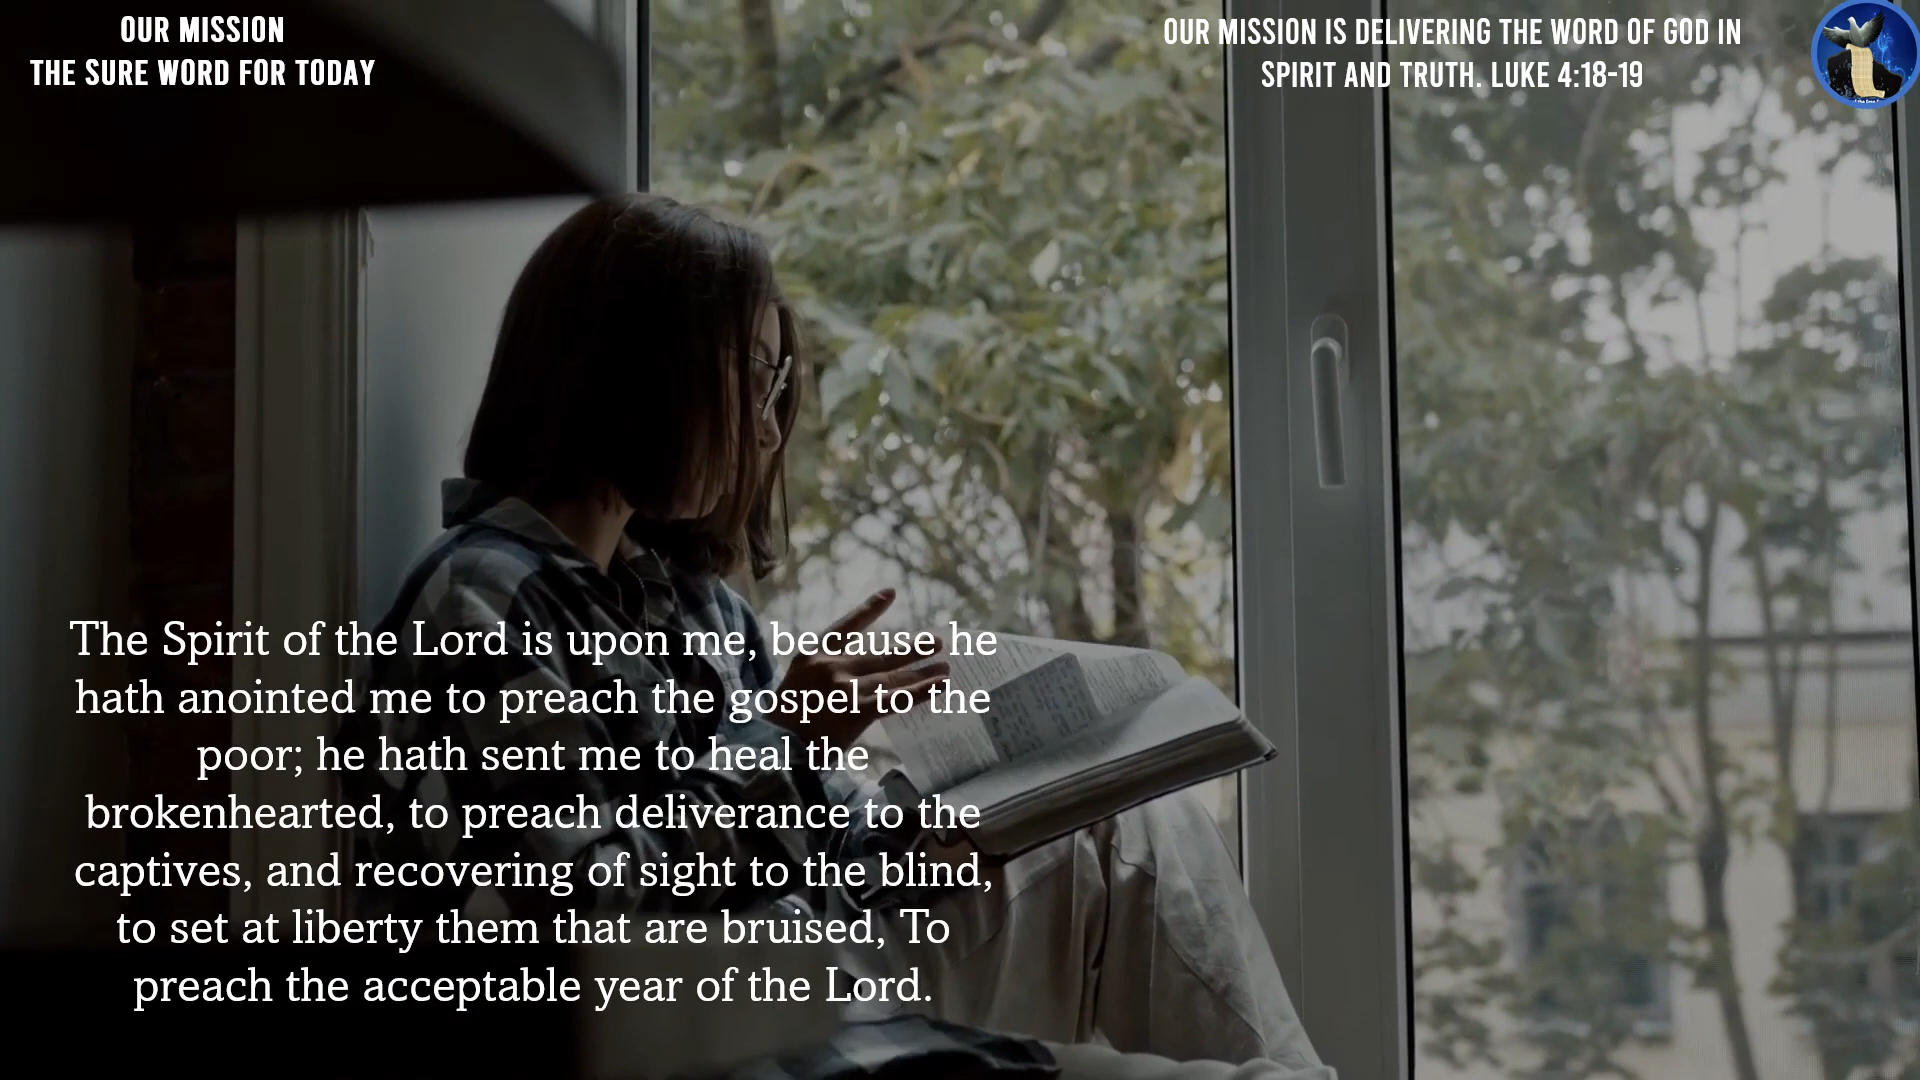 OUR MISSION
THE SURE WORD FOR TODAY
OUR MISSION IS DELIVERING THE WORD OF GOD IN
SPIRIT AND TRUTH. LUKE 4:18-19
The Spirit of the Lord is upon me, because he
hath anointed me to preach the gospel to the
poor; he hath sent me to heal the
brokenhearted, to preach deliverance to the
captives, and recovering of sight to the blind,
to set at liberty them that are bruised, To
preach the acceptable year of the Lord.